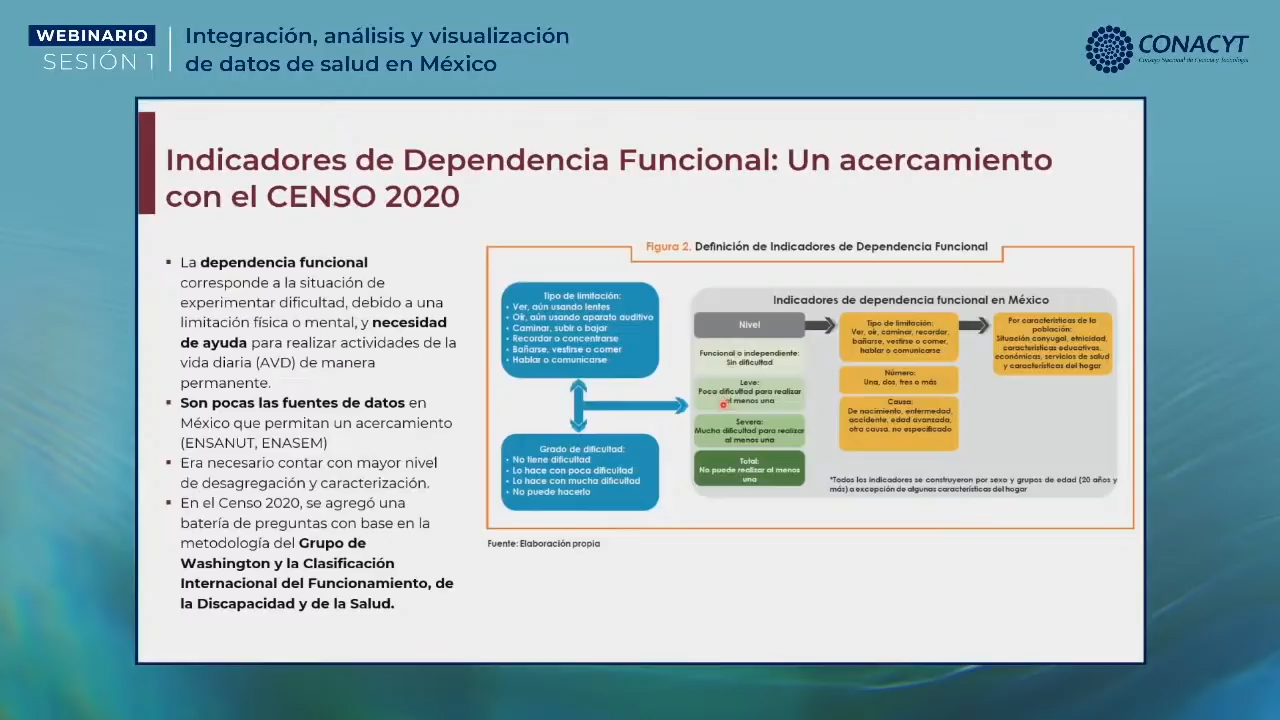 WEBINARIO
SESIÓN 1
Integración, análisis y visualización
de datos de salud en México
CONACYT
Consejo Nacional de Ciencia y Tecnología
Indicadores de Dependencia Funcional: Un acercamiento
con el CENSO 2020
▪ La dependencia funcional
corresponde a la situación de
experimentar dificultad, debido a una
limitación física o mental, y necesidad
de ayuda para realizar actividades de la
vida diaria (AVD) de manera
permanente.
▪ Son pocas las fuentes de datos en
México que permitan un acercamiento
(ENSANUT, ENASEM)
▪ Era necesario contar con mayor nivel
de desagregación y caracterización.
▪ En el Censo 2020, se agregó una
batería de preguntas con base en la
metodología del Grupo de
Washington y la Clasificación
Internacional del Funcionamiento, de
la Discapacidad y de la Salud.
Figura 2. Definición de Indicadores de Dependencia Funcional
Tipo de limitación:
• Ver, aún usando lentes
• Oír, aún usando aparato auditivo
• Caminar, subir o bajar
• Recordar o concentrarse
• Bañarse, vestirse o comer
• Hablar o comunicarse
Grado de dificultad:
• No tiene dificultad
• Lo hace con poca dificultad
• Lo hace con mucha dificultad
• No puede hacerlo
Indicadores de dependencia funcional en México
Nivel
Funcional o independiente:
Sin dificultad
Leve:
Poca dificultad para realizar
al menos una
Severa:
Mucha dificultad para realizar
al menos una
Total:
No puede realizar al menos
una
Tipo de limitación:
Ver, oír, caminar, recordar,
bañarse, vestirse o comer,
hablar o comunicarse
Número:
Una, dos, tres o más
Causa:
De nacimiento, enfermedad,
accidente, edad avanzada,
otra causa, no especificado
Por características de la
población:
Situación conyugal, etnicidad,
características educativas,
económicas, servicios de salud
y características del hogar
*Todos los indicadores se construyeron por sexo y grupos de edad (20 años y
más) a excepción de algunas características del hogar
Fuente: Elaboración propia